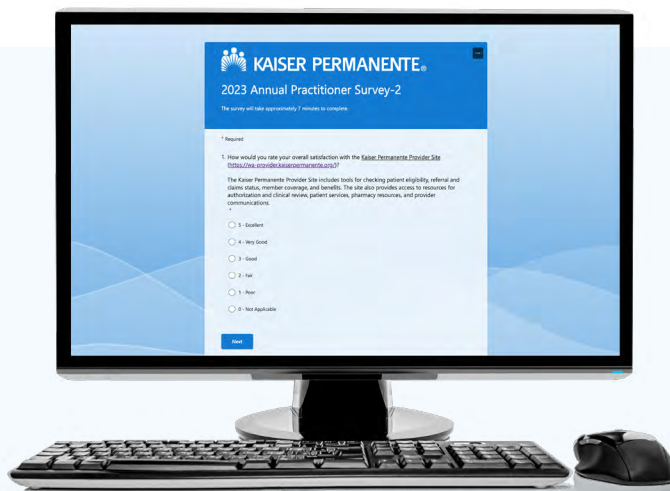 KAISER PERMANENTE®
2023 Annual Practitioner Survey-2
The survey will take approximately 7 minutes to complete.
* Required
1. How would you rate your overall satisfaction with the Kaiser Permanente Provider Site
(https://wa-provider.kaiserpermanente.org/)?
The Kaiser Permanente Provider Site includes tools for checking patient eligibility, referral and
claims status, member coverage, and benefits. The site also provides access to resources for
authorization and clinical review, patient services, pharmacy resources, and provider
communications.
*
5 - Excellent
4 - Very Good
3 - Good
2 - Fair
1 - Poor
0 - Not Applicable
Next